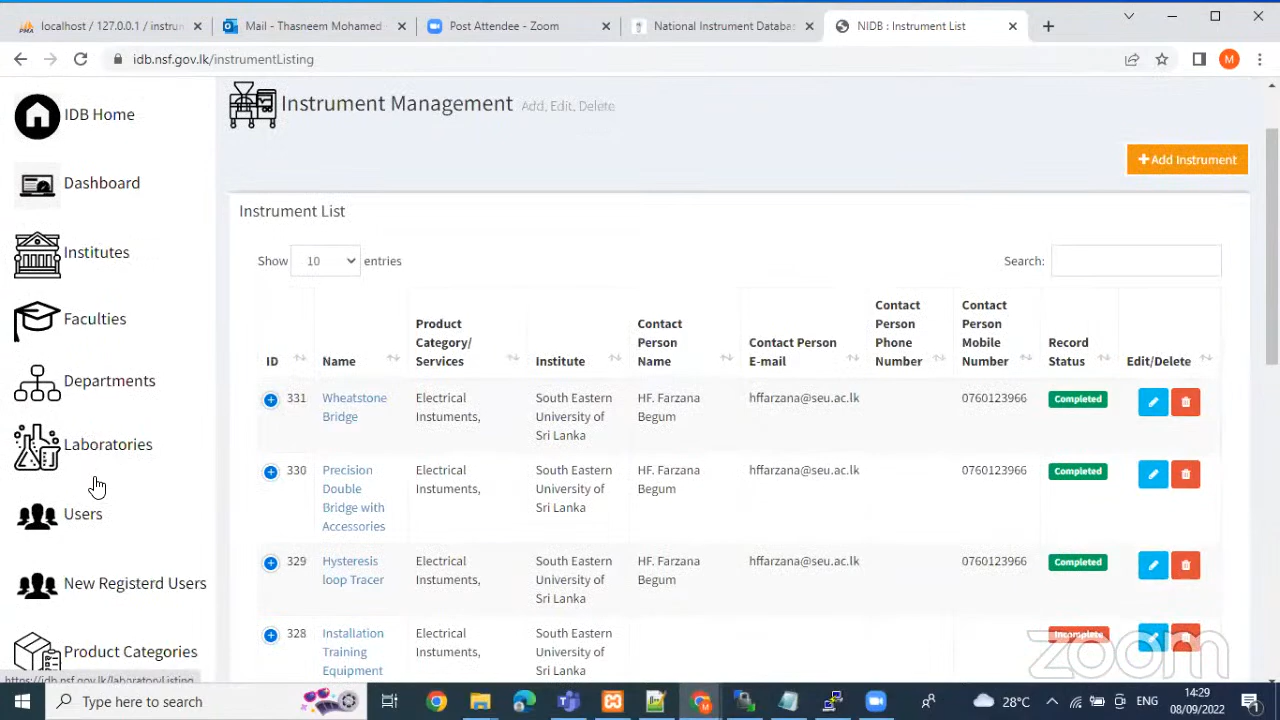 localhost / 127.0.0.1 / instrun
Mail - Thasneem Mohamed -
Post Attendee - Zoom
National Instrument Databa
NIDB : Instrument List
idb.nsf.gov.lk/instrumentListing
M
IDB Home
Dashboard
Institutes
Faculties
Departments
Laboratories
Users
New Registerd Users
Product Categories
https://idb.nsf.gov.lk/laboratoryListing
Instrument Management Add, Edit, Delete
Add Instrument
Instrument List
Show 10 entries
Search:
ID
Name
Product Category/ Services
Institute
Contact Person Name
Contact Person E-mail
Contact Person Phone Number
Contact Person Mobile Number
Record Status
Edit/Delete
331 Wheatstone Bridge Electrical Instuments, South Eastern University of Sri Lanka HF. Farzana Begum hffarzana@seu.ac.lk 0760123966 Completed
330 Precision Double Bridge with Accessories Electrical Instuments, South Eastern University of Sri Lanka HF. Farzana Begum hffarzana@seu.ac.lk 0760123966 Completed
329 Hysteresis loop Tracer Electrical Instuments, South Eastern University of Sri Lanka HF. Farzana Begum hffarzana@seu.ac.lk 0760123966 Completed
328 Installation Training Equipment Electrical Instuments, South Eastern University of Sri Lanka Incomplete
zoom
Type here to search
28°C
ENG
14:29
08/09/2022